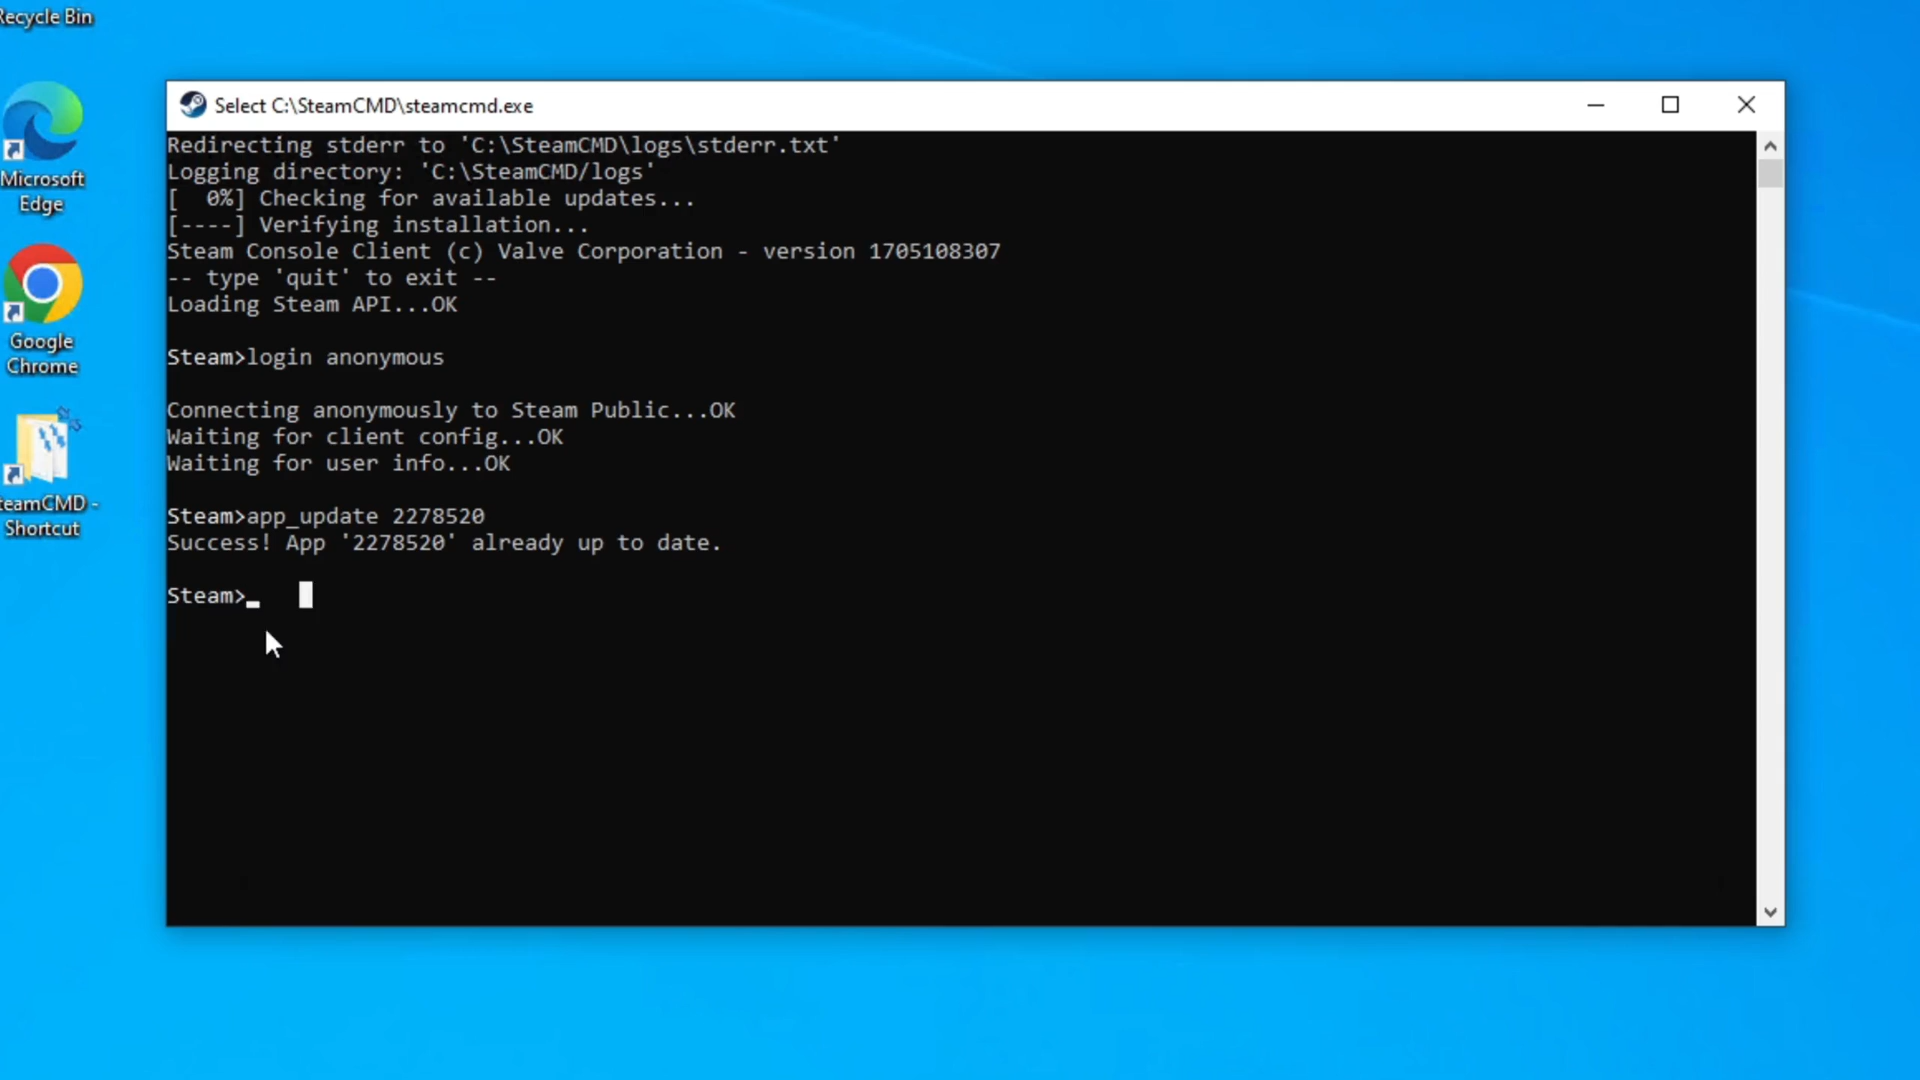 Recycle Bin
Microsoft
Edge
Google
Chrome
teamCMD -
Shortcut
Select C:\SteamCMD\steamcmd.exe
Redirecting stderr to 'C:\SteamCMD\logs\stderr.txt'
Logging directory: 'C:\SteamCMD/logs'
[  0%] Checking for available updates...
[----] Verifying installation...
Steam Console Client (c) Valve Corporation - version 1705108307
-- type 'quit' to exit --
Loading Steam API...OK
Steam>login anonymous
Connecting anonymously to Steam Public...OK
Waiting for client config...OK
Waiting for user info...OK
Steam>app_update 2278520
Success! App '2278520' already up to date.
Steam>_